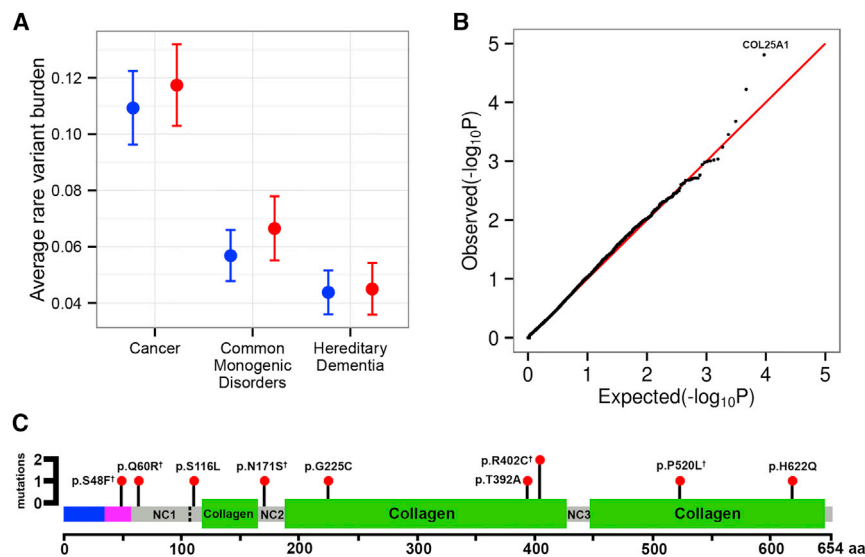 A
Average rare variant burden
0.12
0.10
0.08
0.06
0.04
Cancer
Common
Monogenic
Disorders
Hereditary
Dementia
B
Observed(-log10P)
5
4
3
2
1
0
COL25A1
0 1 2 3 4 5
Expected(-log10P)
C
mutations
2
1
0
p.S48F†
p.Q60R†
p.S116L
p.N171S†
p.G225C
p.T392A
p.R402C†
p.P520L†
p.H622Q
NC1
Collagen
NC2
Collagen
NC3
Collagen
0 100 200 300 400 500 600 654 aa